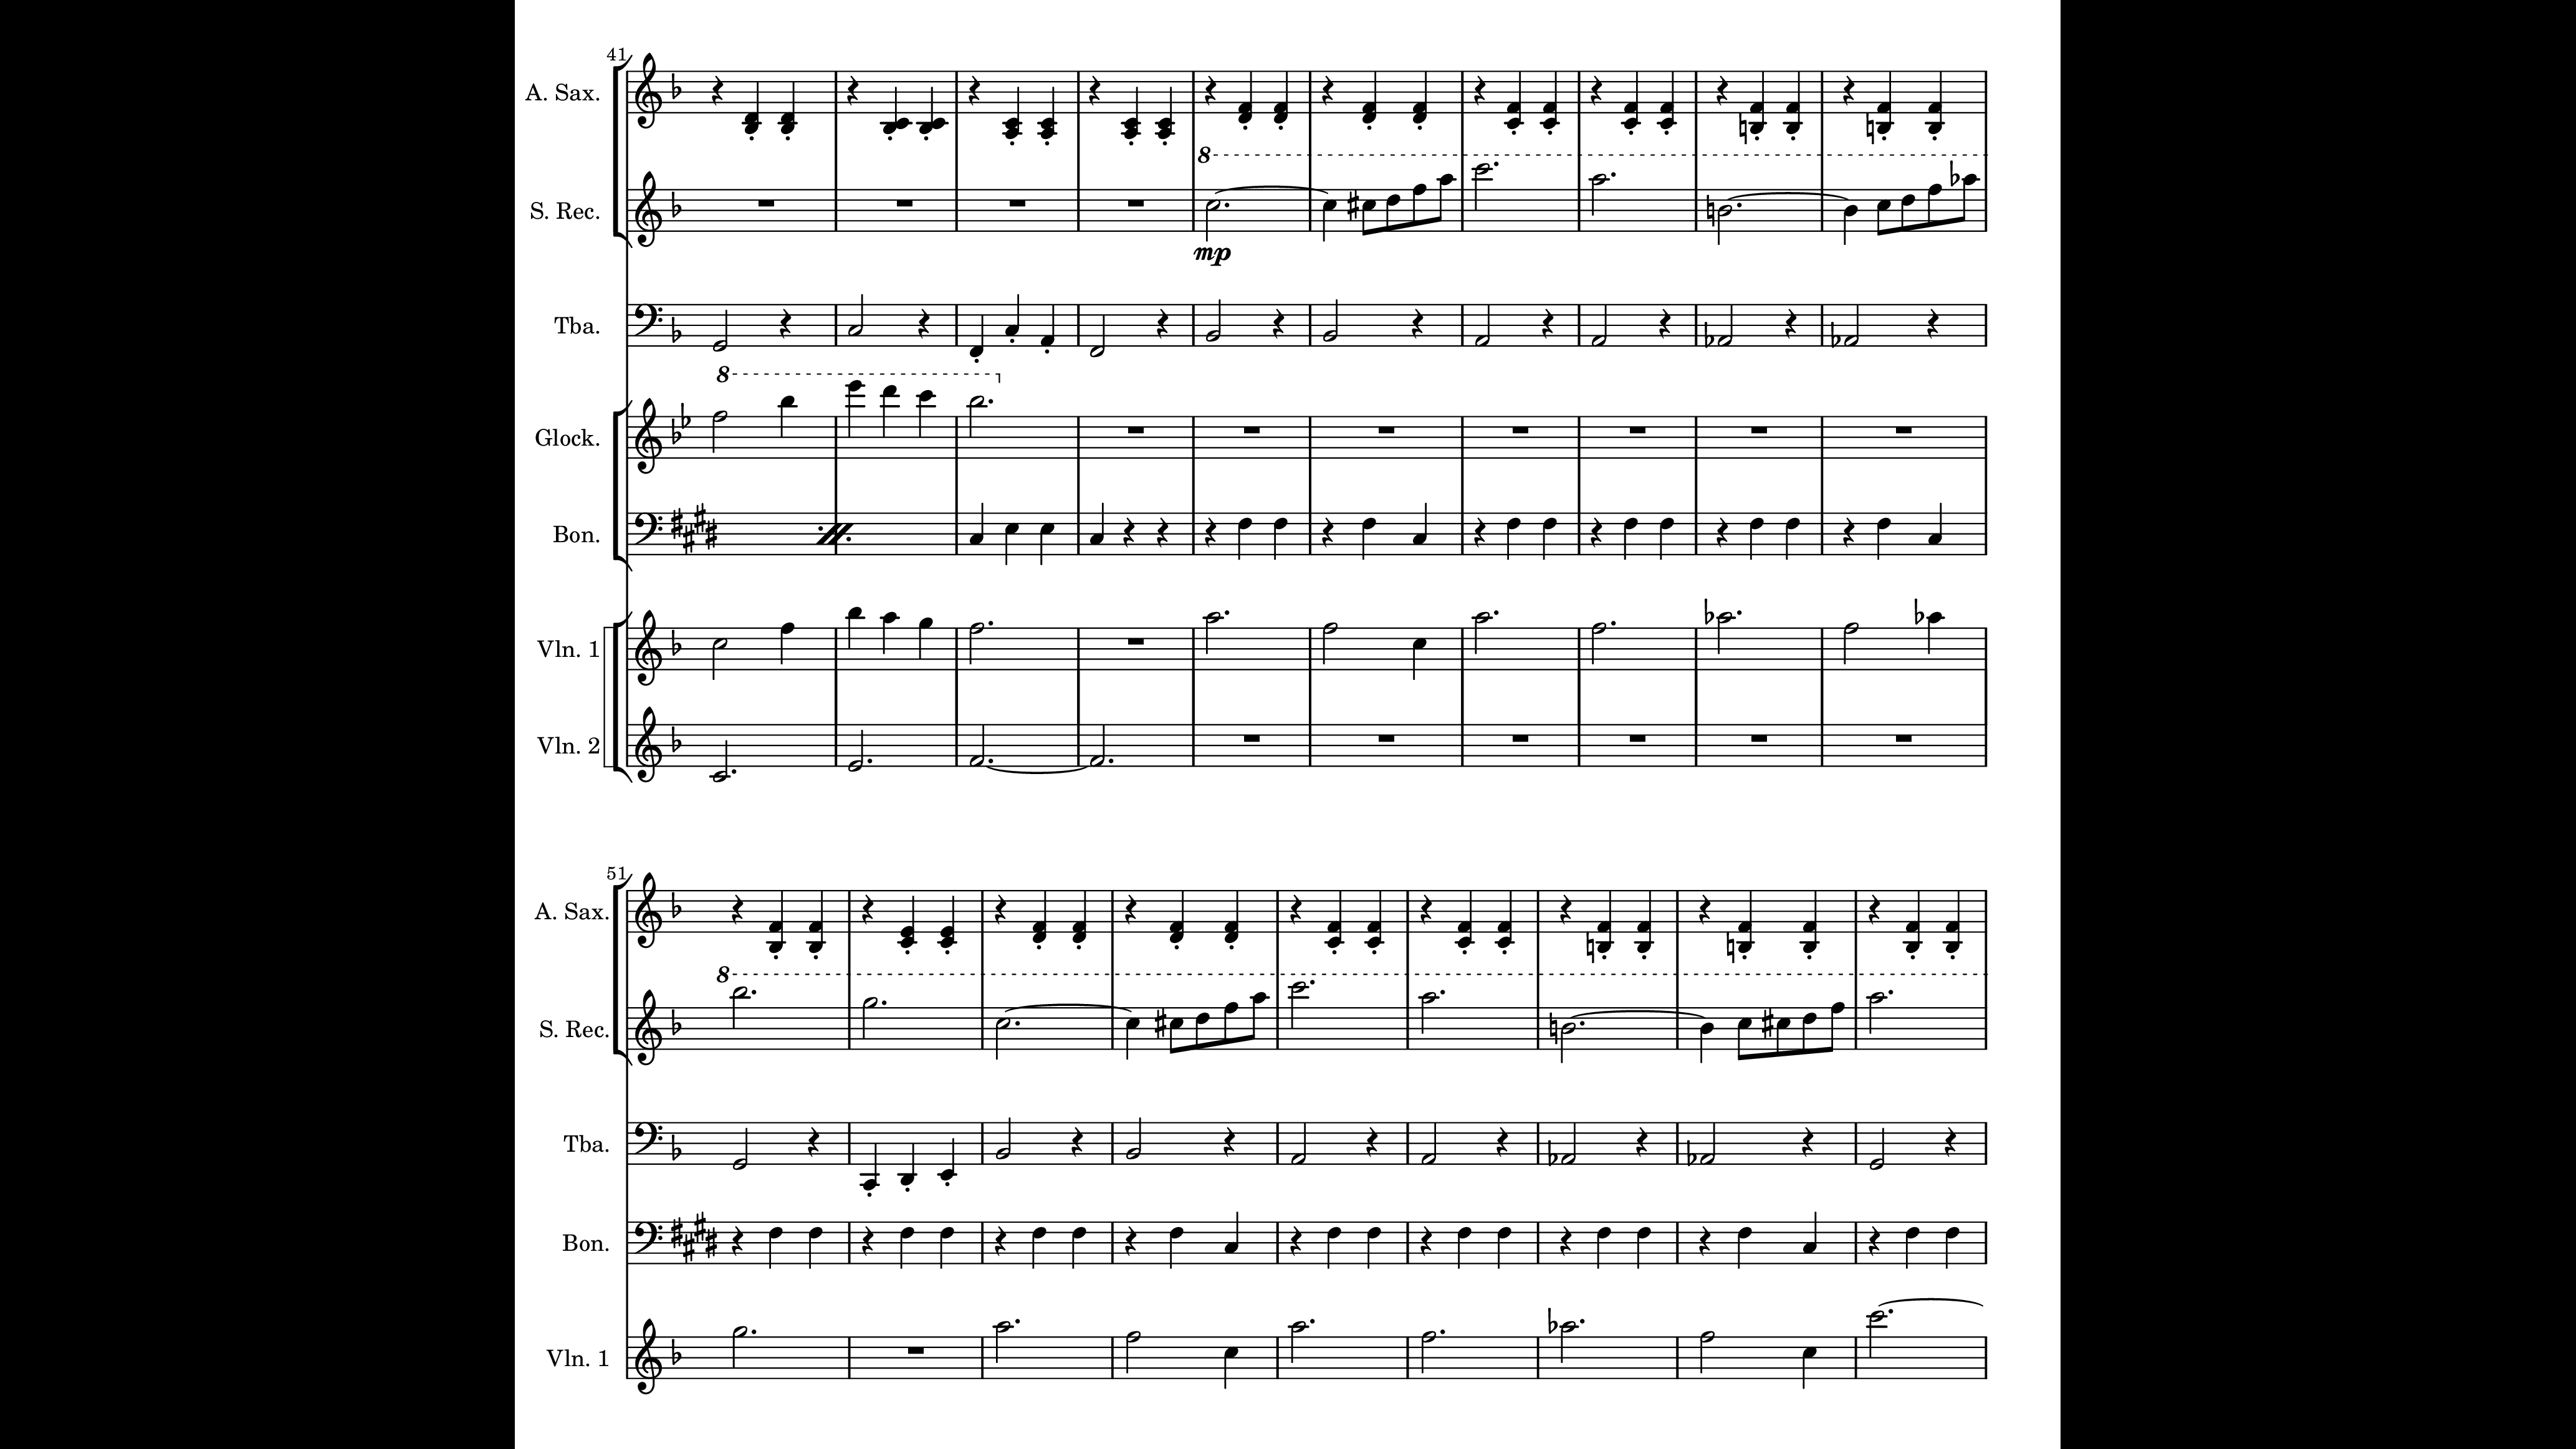 41
A. Sax.
8
S. Rec.
mp
Tba.
8
Glock.
Bon.
Vln. 1
Vln. 2
51
A. Sax.
8
S. Rec.
Tba.
Bon.
Vln. 1